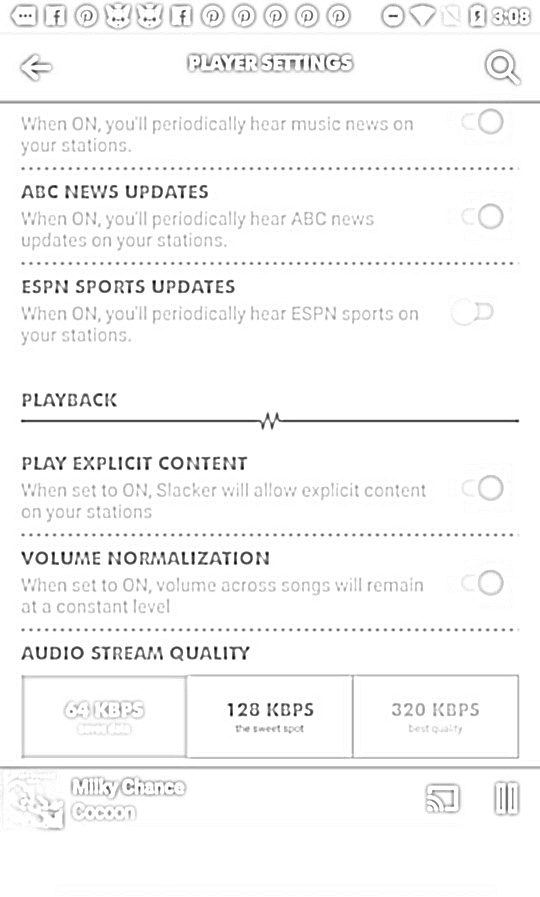 3:08
PLAYER SETTINGS
When ON, you'll periodically hear music news on
your stations.
ABC NEWS UPDATES
When ON, you'll periodically hear ABC news
updates on your stations.
ESPN SPORTS UPDATES
When ON, you'll periodically hear ESPN sports on
your stations.
PLAYBACK
PLAY EXPLICIT CONTENT
When set to ON, Slacker will allow explicit content
on your stations
VOLUME NORMALIZATION
When set to ON, volume across songs will remain
at a constant level
AUDIO STREAM QUALITY
64 KBPS 128 KBPS 320 KBPS
saves data the sweet spot best quality
Milky Chance
Cocoon